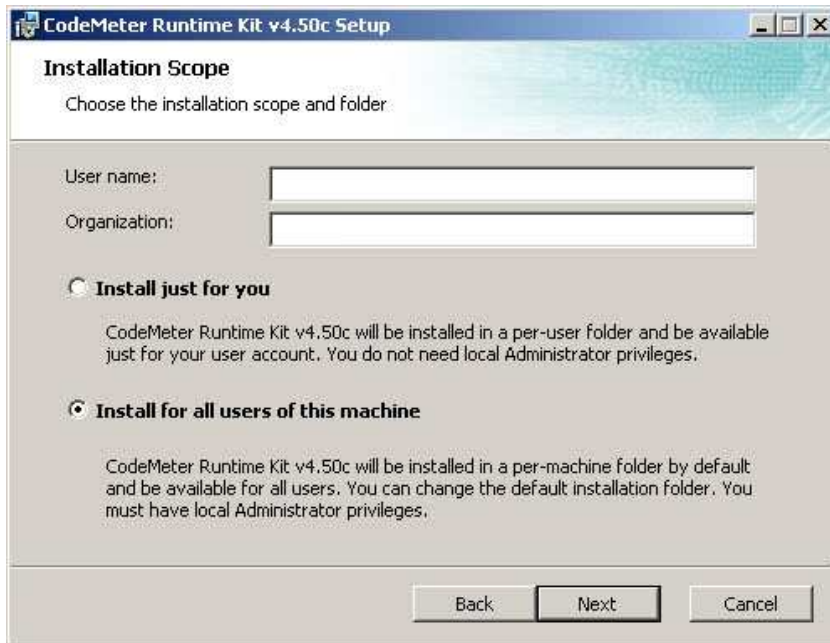 CodeMeter Runtime Kit v4.50c Setup
Installation Scope
Choose the installation scope and folder
User name:
Organization:
Install just for you
CodeMeter Runtime Kit v4.50c will be installed in a per-user folder and be available
just for your user account. You do not need local Administrator privileges.
Install for all users of this machine
CodeMeter Runtime Kit v4.50c will be installed in a per-machine folder by default
and be available for all users. You can change the default installation folder. You
must have local Administrator privileges.
Back Next Cancel